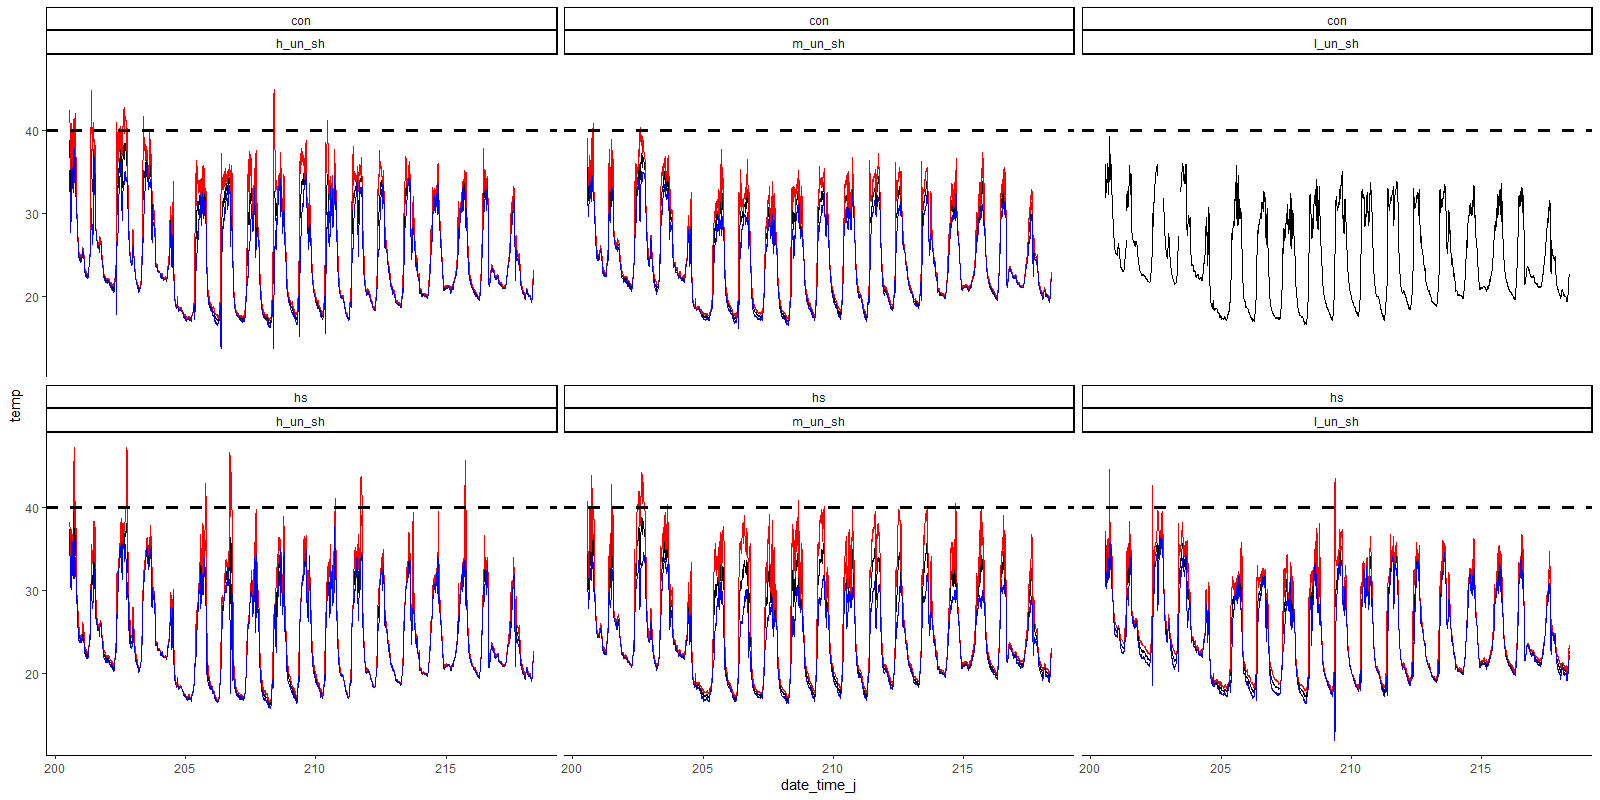 con con con
h_un_sh m_un_sh l_un_sh
40
30
20
temp
hs hs hs
h_un_sh m_un_sh l_un_sh
40
30
20
200 205 210 215 200 205 210 215 200 205 210 215
date_time_j